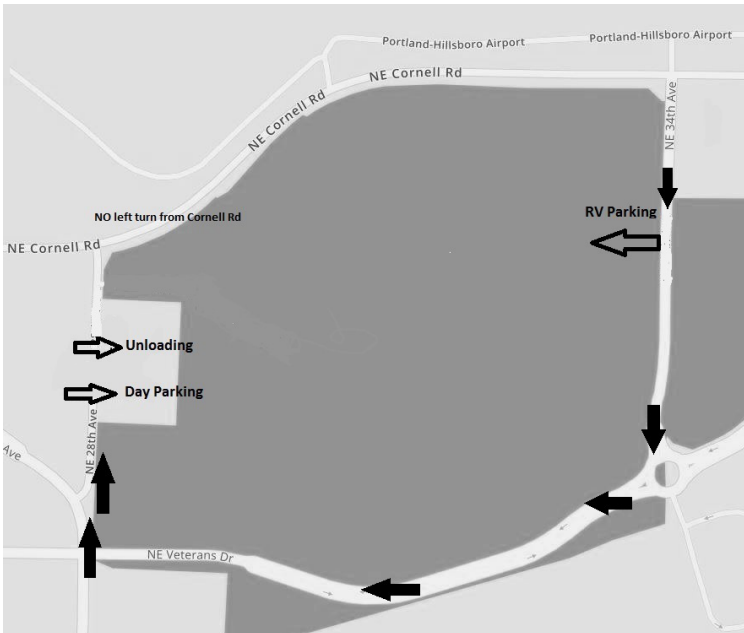 Portland-Hillsboro Airport
Portland-Hillsboro Airport
NE Cornell Rd
NE Cornell Rd
NE 34th Ave
NO left turn from Cornell Rd
RV Parking
NE Cornell Rd
Unloading
Day Parking
NE 28th Ave
Ave
NE Veterans Dr